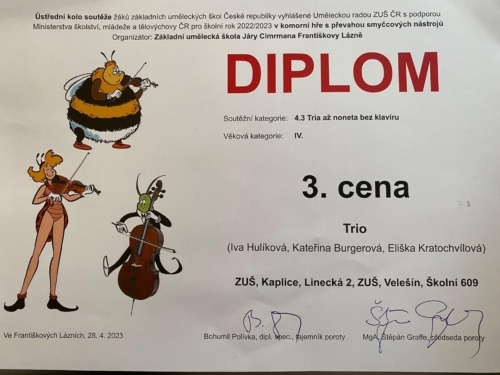 Ústřední kolo soutěže žáků základních uměleckých škol České republiky vyhlášené Uměleckou radou ZUŠ ČR s podporou
Ministerstva školství, mládeže a tělovýchovy ČR pro školní rok 2022/2023 v komorní hře s převahou smyčcových nástrojů
Organizátor: Základní umělecká škola Járy Cimrmana Františkovy Lázně
DIPLOM
Soutěžní kategorie: 4.3 Tria až noneta bez klavíru
Věková kategorie: IV.
3. cena
Trio
(Iva Hulíková, Kateřina Burgerová, Eliška Kratochvílová)
ZUŠ, Kaplice, Linecká 2, ZUŠ, Velešín, Školní 609
Ve Františkových Lázních, 28. 4. 2023
Bohumil Polívka, dipl. spec., tajemník poroty
MgA. Štěpán Graffe, předseda poroty